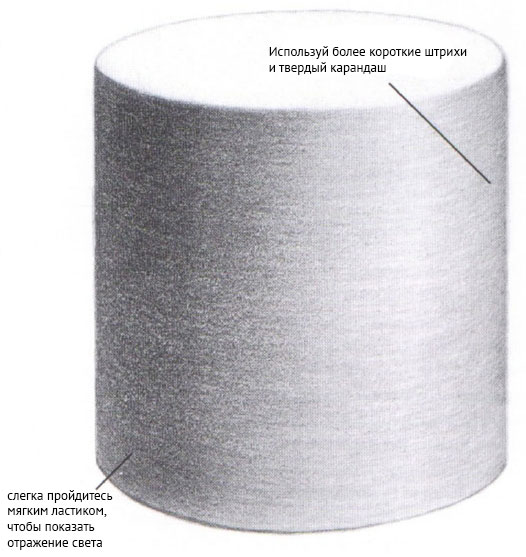 Используй более короткие штрихи
и твердый карандаш
слегка пройдитесь
мягким ластиком,
чтобы показать
отражение света